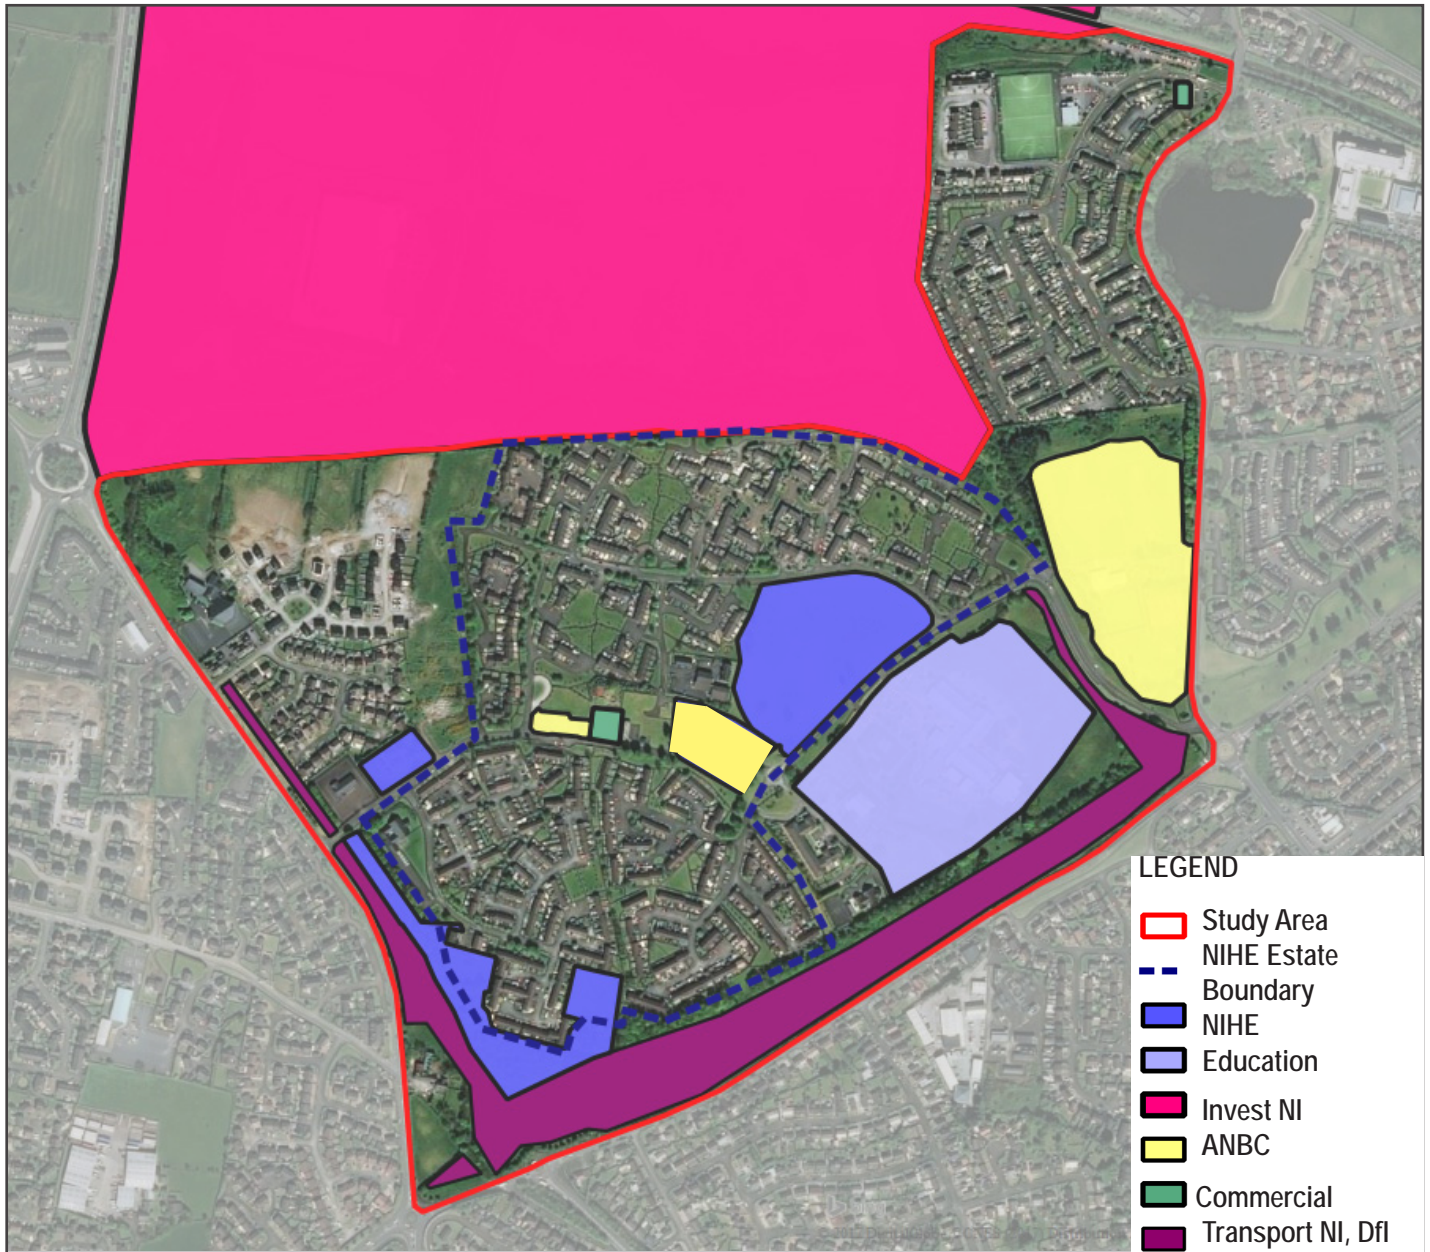 LEGEND
Study Area
NIHE Estate
Boundary
NIHE
Education
Invest NI
ANBC
Commercial
Transport NI, DfI